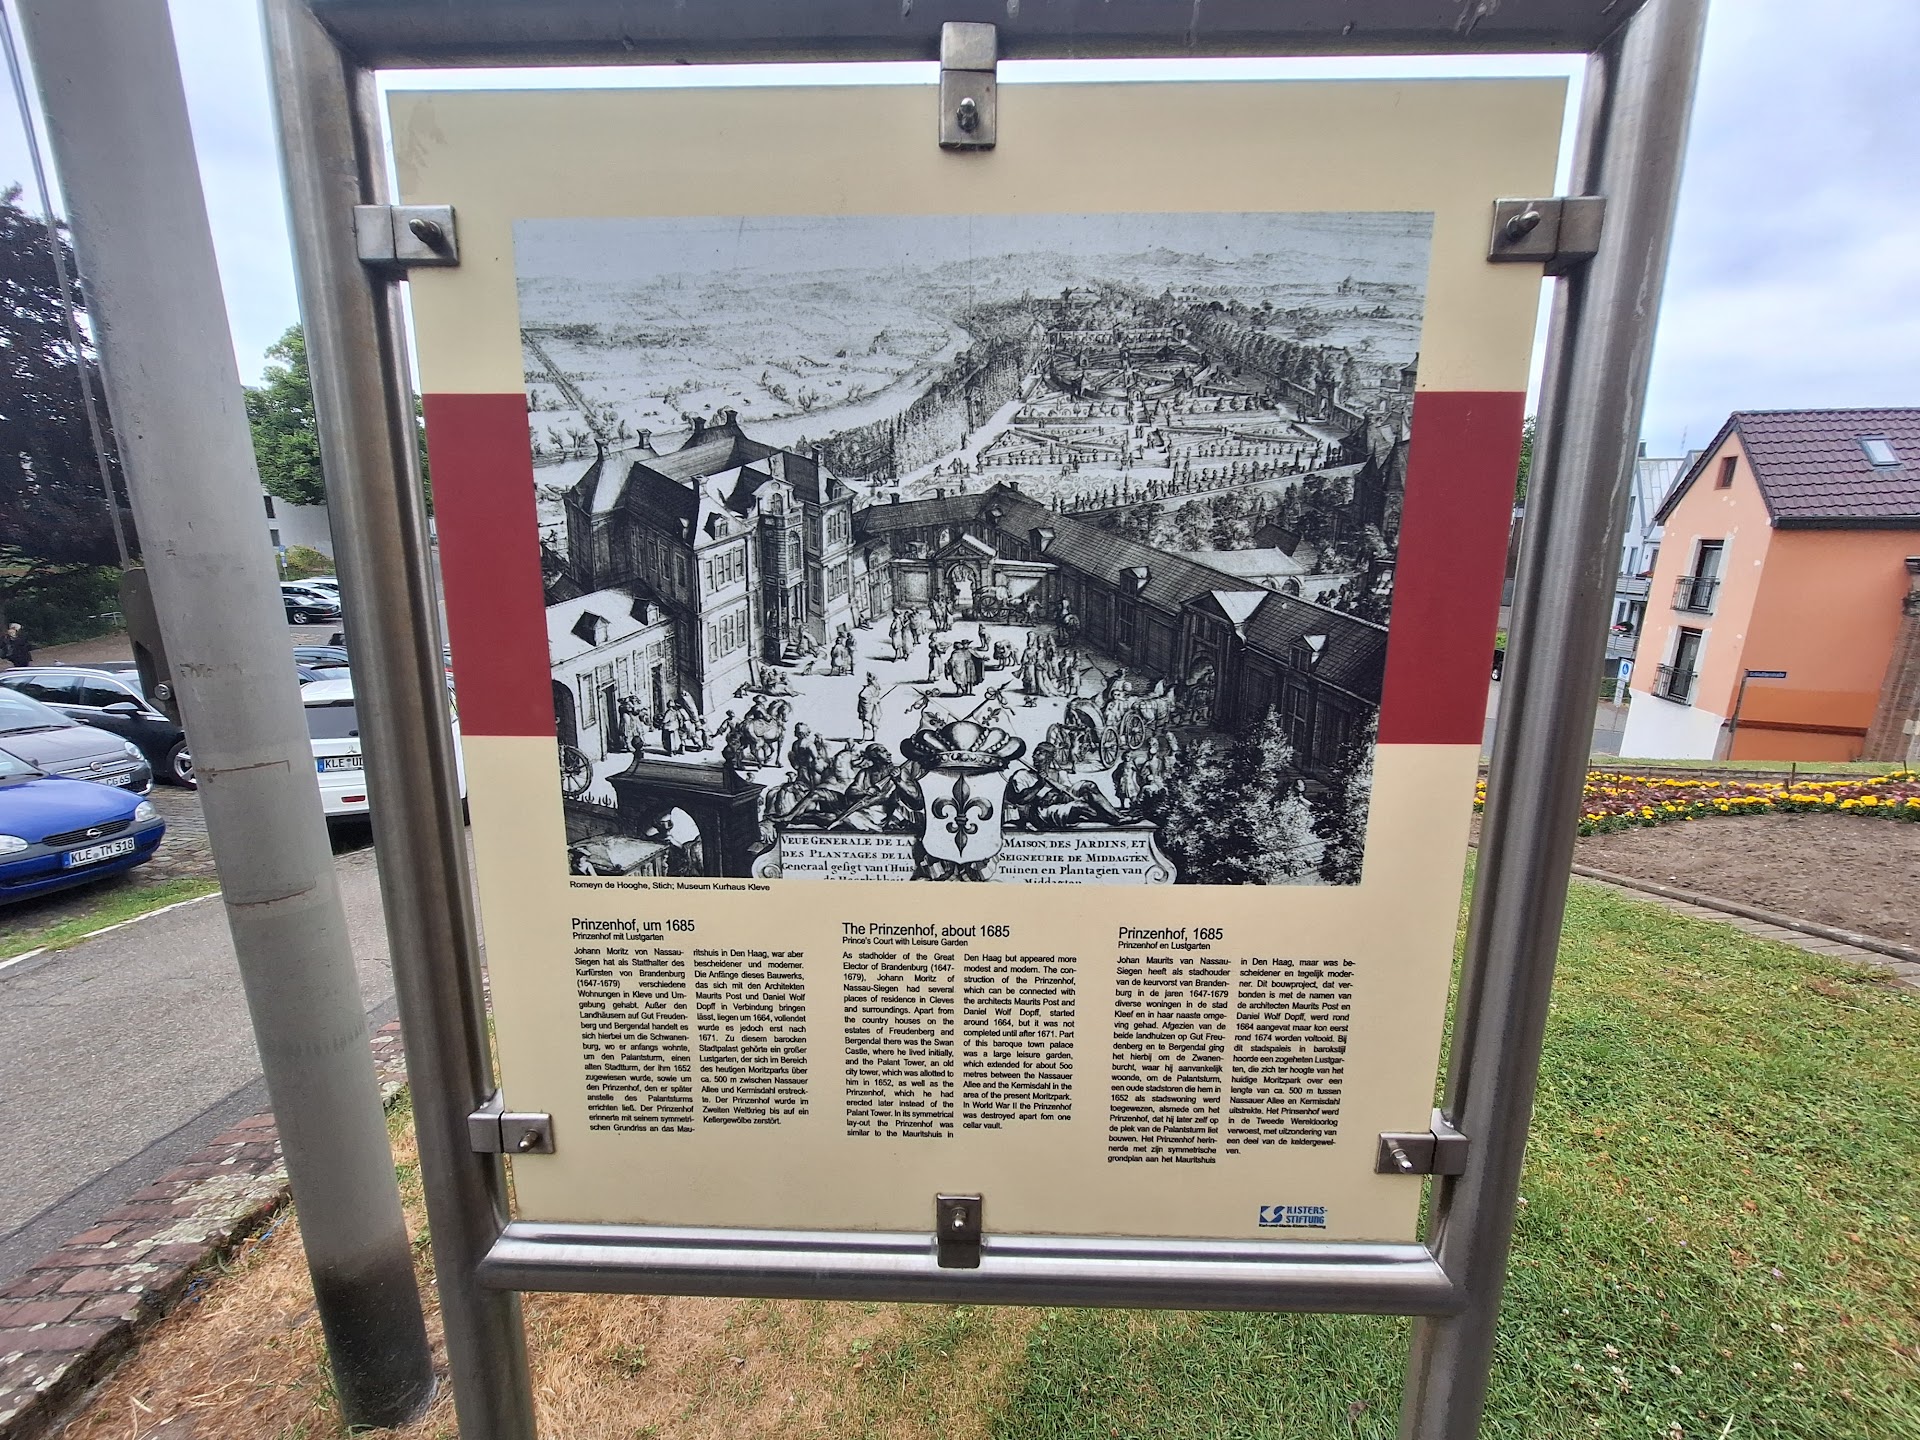 VEUE GENERALE DE LA
DES PLANTAGES DE LA
Generaal gesigt van t'Huis
MAISON, DES JARDINS, ET
SEIGNEURIE DE MIDDAGTEN
Tuinen en Plantagien van
Middagten
Romeyn de Hooghe, Stich; Museum Kurhaus Kleve
Prinzenhof, um 1685
Prinzenhof mit Lustgarten
Johann Moritz von Nassau-
Siegen hat als Statthalter des
Kurfürsten von Brandenburg
(1647-1679) verschiedene
Wohnungen in Kleve und Um-
gebung gehabt. Außer den
Landhäusern auf Gut Freuden-
berg und Bergendal handelt es
sich hierbei um die Schwanen-
burg, wo er anfangs wohnte,
um den Palantsturm, einen
alten Stadtturm, der ihm 1652
zugewiesen wurde, sowie um
den Prinzenhof, den er später
anstelle des Palantsturms
errichten ließ. Der Prinzenhof
erinnerte mit seinem symmetri-
schen Grundriss an das Mau-
ritshuis in Den Haag, war aber
bescheidener und moderner.
Die Anfänge dieses Bauwerks,
das sich mit den Architekten
Maurits Post und Daniel Wolf
Dopff in Verbindung bringen
lässt, liegen um 1664, vollendet
wurde es jedoch erst nach
1671. Zu diesem barocken
Stadtpalast gehörte ein großer
Lustgarten, der sich im Bereich
des heutigen Moritzparks über
ca. 500 m zwischen Nassauer
Allee und Kermisdahl erstreck-
te. Der Prinzenhof wurde im
Zweiten Weltkrieg bis auf ein
Kellergewölbe zerstört.
The Prinzenhof, about 1685
Prince's Court with Leisure Garden
As stadholder of the Great
Elector of Brandenburg (1647-
1679), Johann Moritz of
Nassau-Siegen had several
places of residence in Cleves
and surroundings. Apart from
the country houses on the
estates of Freudenberg and
Bergendal there was the Swan
Castle, where he lived initially,
and the Palant Tower, an old
city tower, which was allotted to
him in 1652, as well as the
Prinzenhof, which he had
erected later instead of the
Palant Tower. In its symmetrical
lay-out the Prinzenhof was
similar to the Mauritshuis in
Den Haag but appeared more
modest and modern. The con-
struction of the Prinzenhof,
which can be connected with
the architects Maurits Post and
Daniel Wolf Dopff, started
around 1664, but it was not
completed until after 1671. Part
of this baroque town palace
was a large leisure garden,
which extended for about 5oo
metres between the Nassauer
Allee and the Kermisdahl in the
area of the present Moritzpark.
In World War II the Prinzenhof
was destroyed apart fom one
cellar vault.
Prinzenhof, 1685
Prinzenhof en Lustgarten
Johan Maurits van Nassau-
Siegen heeft als stadhouder
van de keurvorst van Branden-
burg in de jaren 1647-1679
diverse woningen in de stad
Kleef en in haar naaste omge-
ving gehad. Afgezien van de
beide landhuizen op Gut Freu-
denberg en te Bergendal ging
het hierbij om de Zwanen-
burcht, waar hij aanvankelijk
woonde, om de Palantsturm,
een oude stadstoren die hem in
1652 als stadswoning werd
toegewezen, alsmede om het
Prinzenhof, dat hij later zelf op
de plek van de Palantsturm liet
bouwen. Het Prinzenhof herin-
nerde met zijn symmetrische
grondplan aan het Mauritshuis
in Den Haag, maar was be-
scheidener en tegelijk moder-
ner. Dit bouwproject, dat ver-
bonden is met de namen van
de architecten Maurits Post en
Daniel Wolf Dopff, werd rond
1664 aangevat maar kon eerst
rond 1674 worden voltooid. Bij
dit stadspaleis in barokstijl
hoorde een zogeheten Lustgar-
ten, die zich ter hoogte van het
huidige Moritzpark over een
lengte van ca. 500 m tussen
Nassauer Allee en Kermisdahl
uitstrekte. Het Prinsenhof werd
in de Tweede Wereldoorlog
verwoest, met uitzondering van
een deel van de keldergewel-
ven.
KISTERS-
STIFTUNG
KLE TM 318